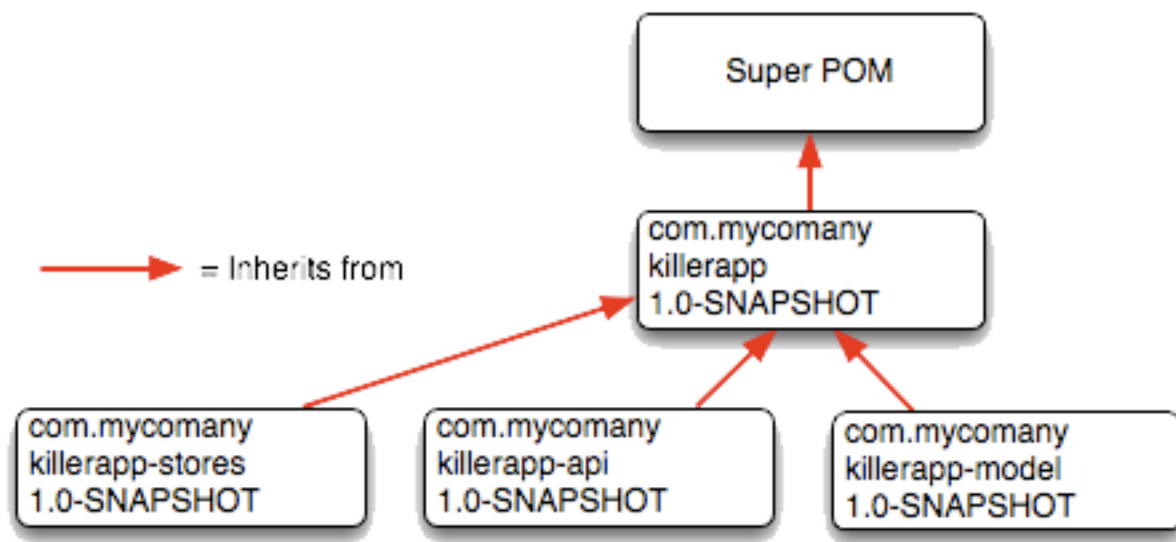 Super POM
com.mycomany
killerapp
1.0-SNAPSHOT
= Inherits from
com.mycomany
killerapp-stores
1.0-SNAPSHOT
com.mycomany
killerapp-api
1.0-SNAPSHOT
com.mycomany
killerapp-model
1.0-SNAPSHOT